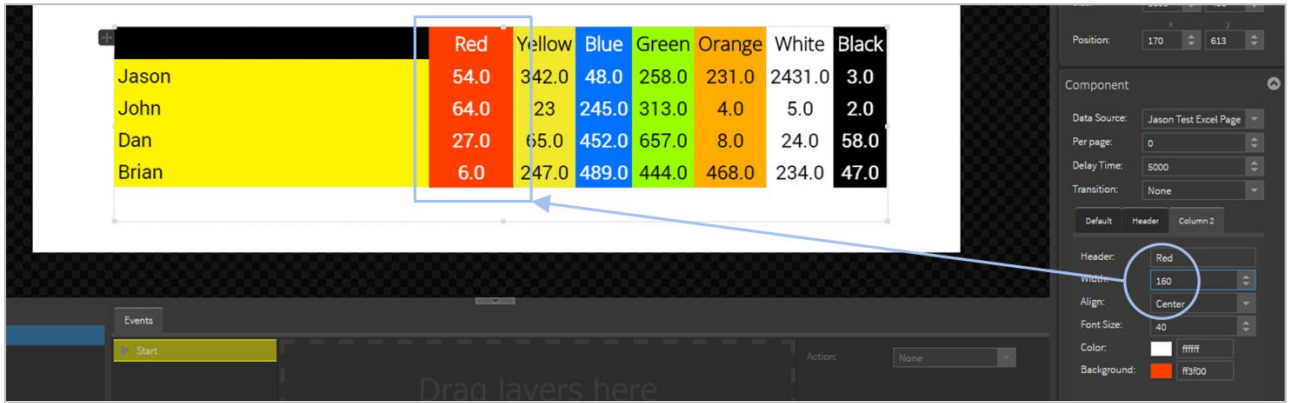 Red Yellow Blue Green Orange White Black
Jason 54.0 342.0 48.0 258.0 231.0 2431.0 3.0
John 64.0 23 245.0 313.0 4.0 5.0 2.0
Dan 27.0 65.0 452.0 657.0 8.0 24.0 58.0
Brian 6.0 247.0 489.0 444.0 468.0 234.0 47.0
x y
Position: 170 613
Component
Data Source: Jason Test Excel Page
Per page: 0
Delay Time: 5000
Transition: None
Default Header Column 2
Header: Red
Width: 160
Align: Center
Font Size: 40
Color: ffffff
Background: ff3f00
Events
Start
Drag layers here
Action: None